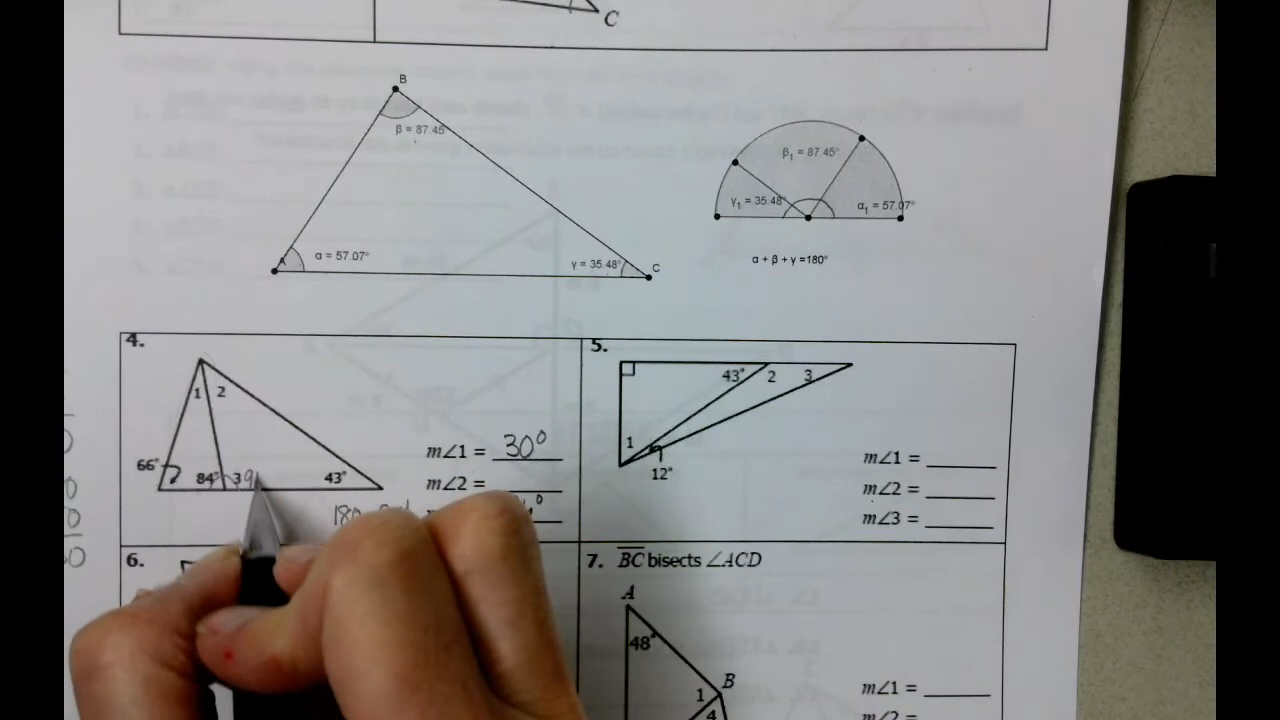 C
B
β = 87.45°
β₁ = 87.45°
γ₁ = 35.48°
α₁ = 57.07°
A
α = 57.07°
γ = 35.48°
C
α + β + γ = 180°
4.
1 2
66°
84°
3
43°
m∠1 = 30°
m∠2 =
180
5.
43° 2 3
1
12°
m∠1 =
m∠2 =
m∠3 =
6.
7. BC bisects ∠ACD
A
48°
B
1
4
m∠1 =
m∠2 =